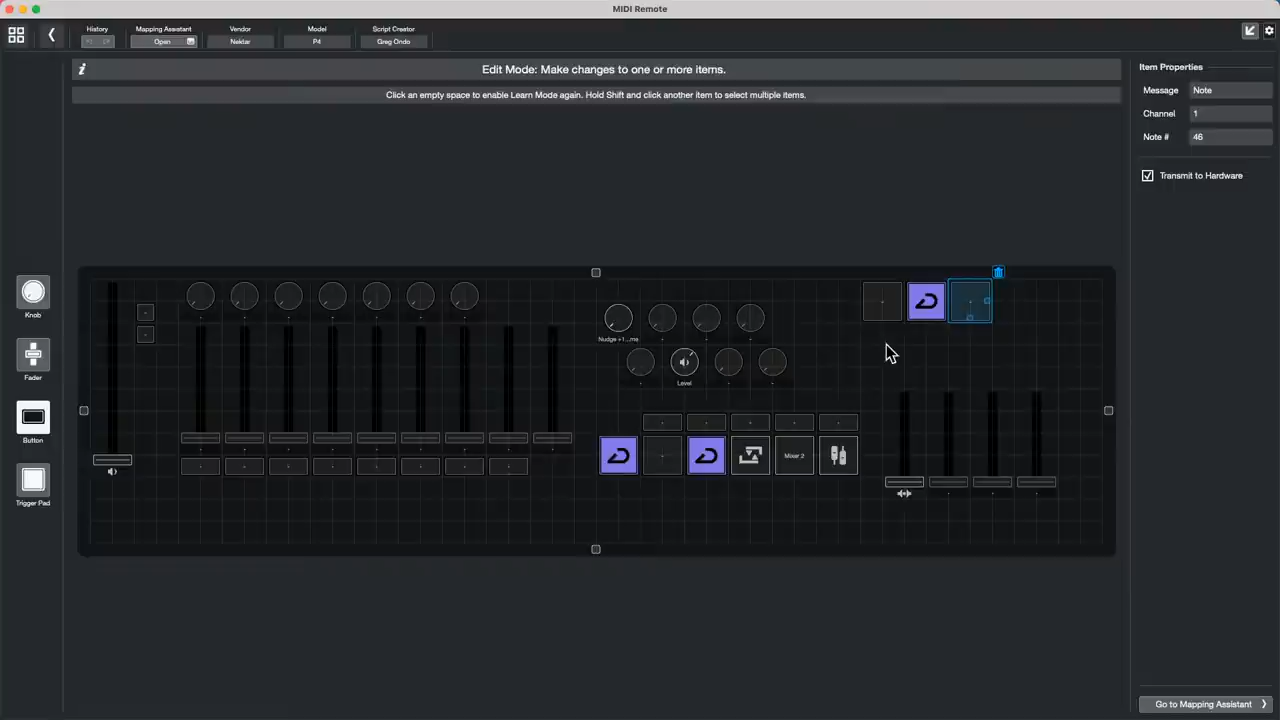 MIDI Remote
History
Mapping Assistant
Open
Vendor
Nektar
Model
P4
Script Creator
Greg Ondo
Edit Mode: Make changes to one or more items.
Click an empty space to enable Learn Mode again. Hold Shift and click another item to select multiple items.
Item Properties
Message
Note
Channel
1
Note #
46
Transmit to Hardware
Knob
Fader
Button
Trigger Pad
Nudge +1...me
Level
Mixer 2
Go to Mapping Assistant